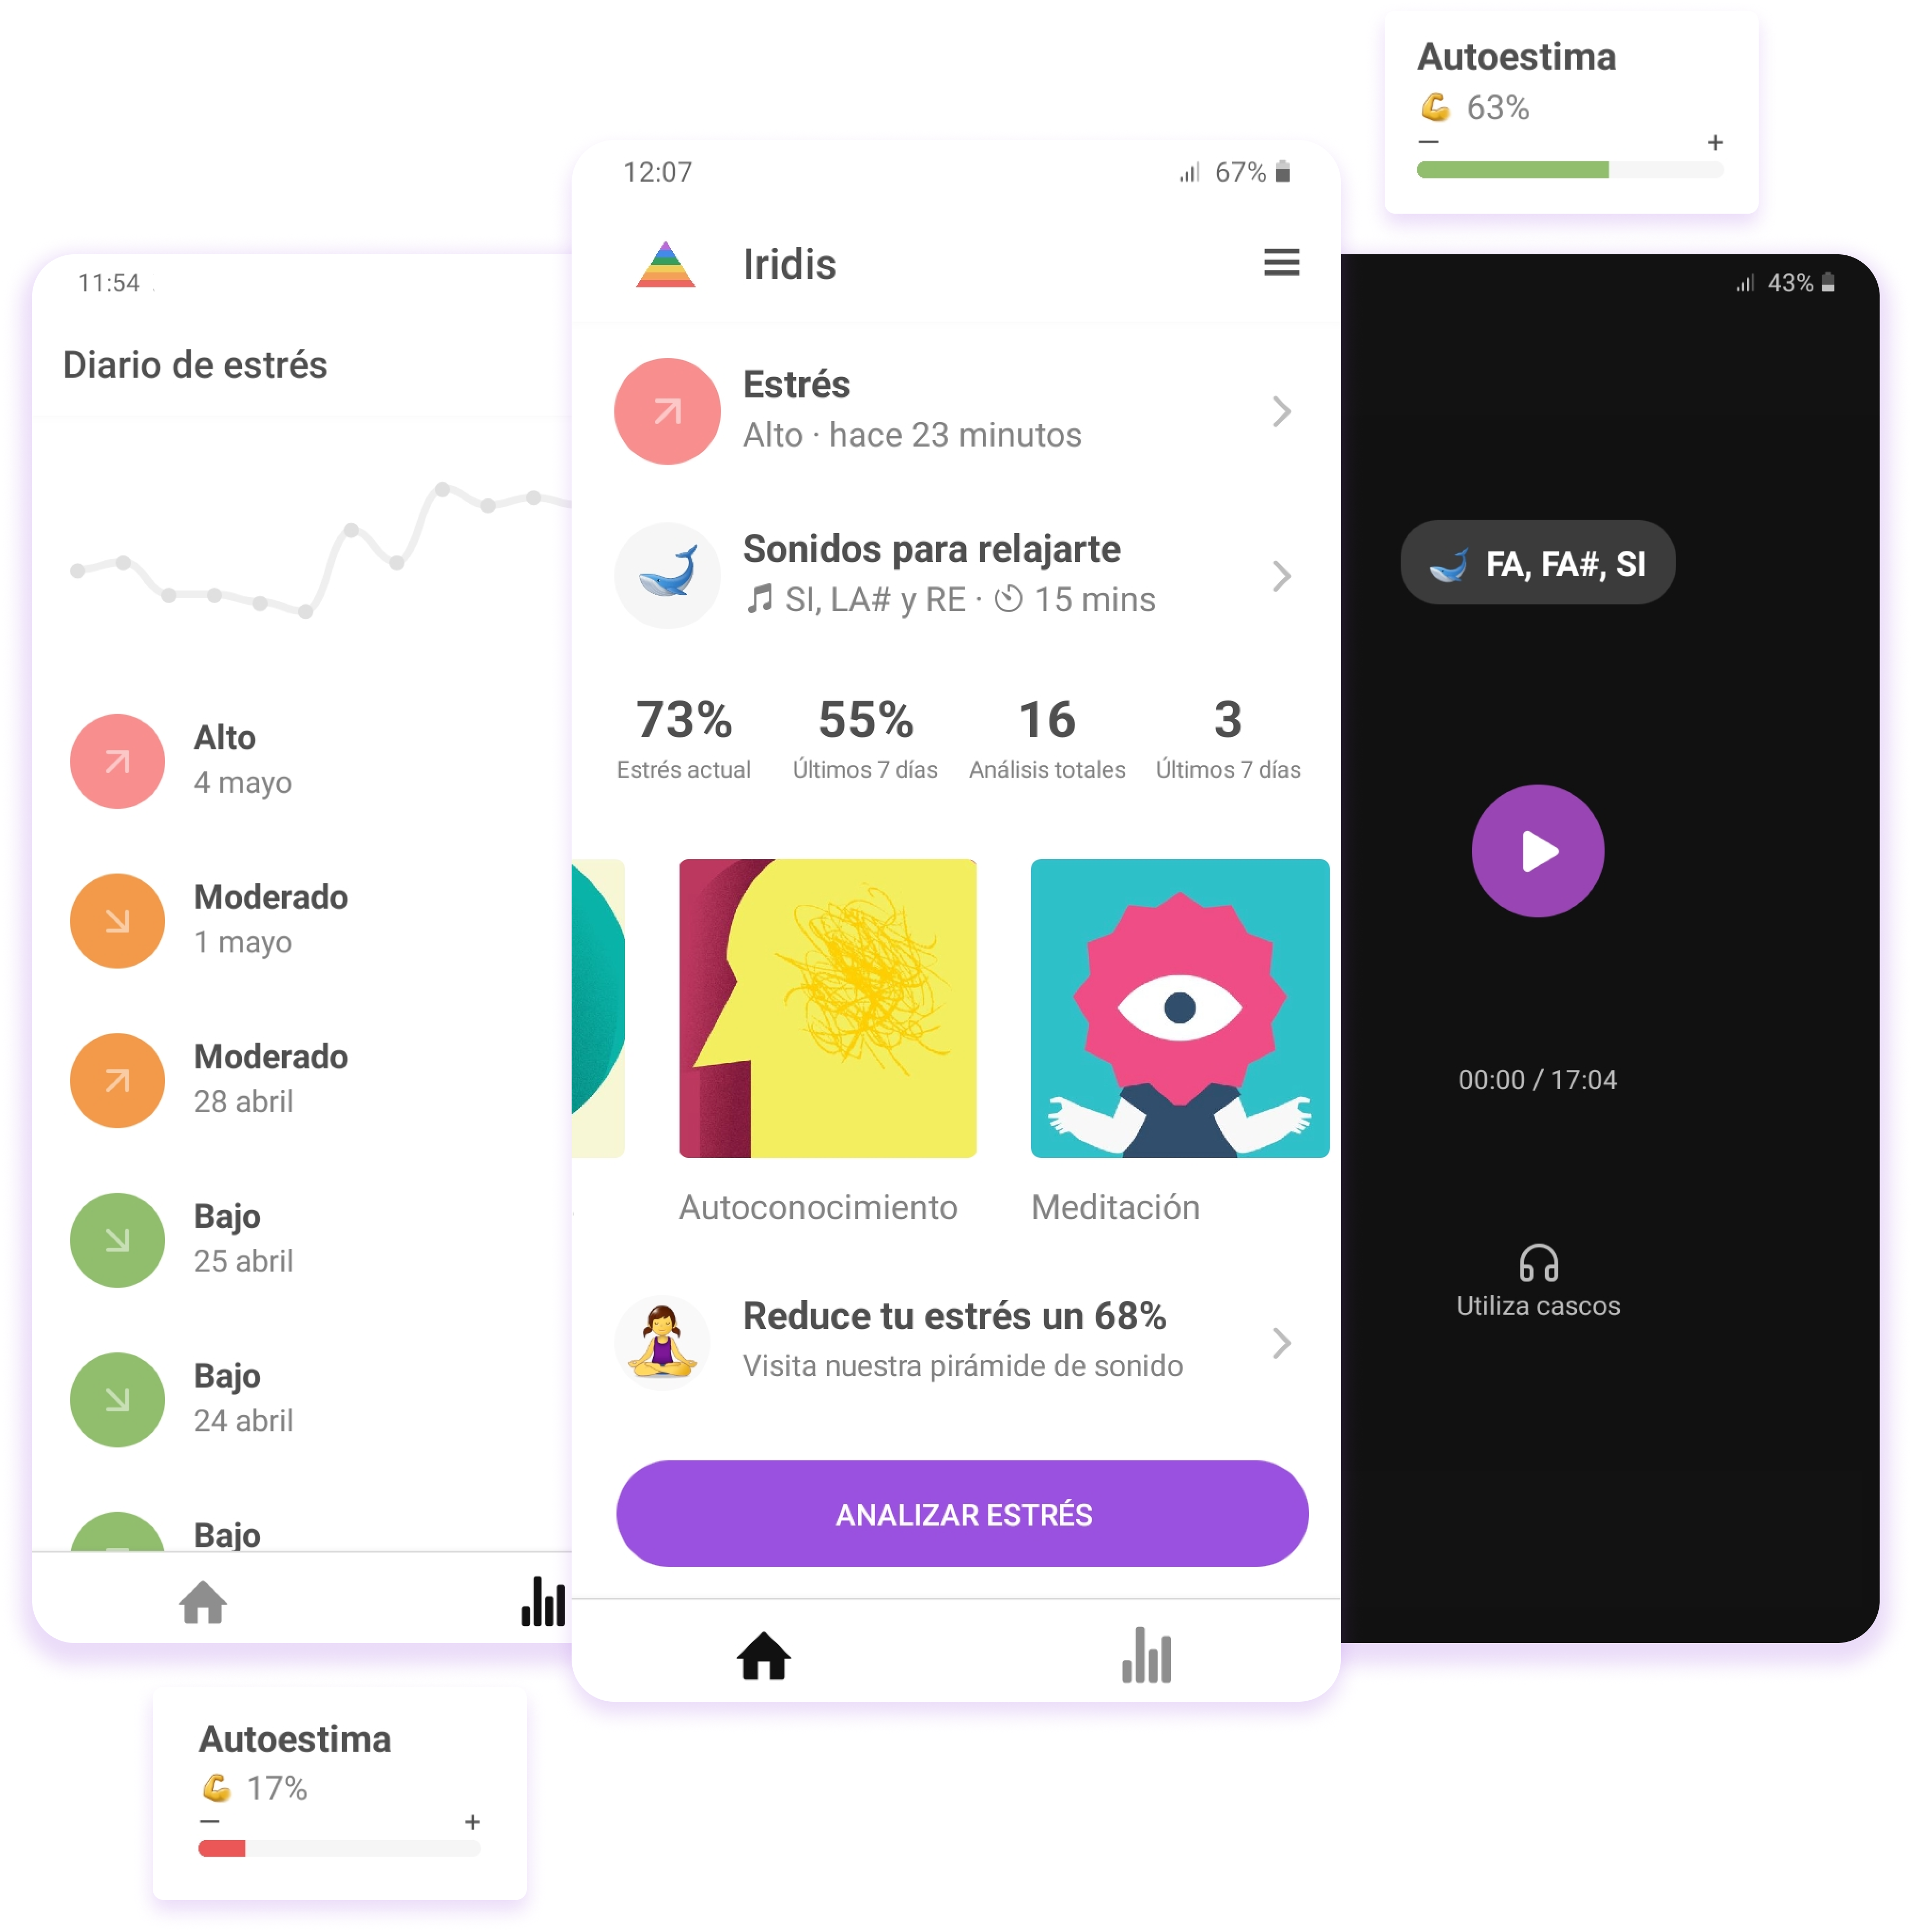 Autoestima
💪 63%
— +
11:54
Diario de estrés
Alto
4 mayo
Moderado
1 mayo
Moderado
28 abril
Bajo
25 abril
Bajo
24 abril
Bajo
12:07 67%
Iridis
Estrés
Alto · hace 23 minutos
Sonidos para relajarte
SI, LA# y RE · 15 mins
73% 55% 16 3
Estrés actual Últimos 7 días Análisis totales Últimos 7 días
Autoconocimiento Meditación
Reduce tu estrés un 68%
Visita nuestra pirámide de sonido
ANALIZAR ESTRÉS
43%
FA, FA#, SI
00:00 / 17:04
Utiliza cascos
Autoestima
💪 17%
— +